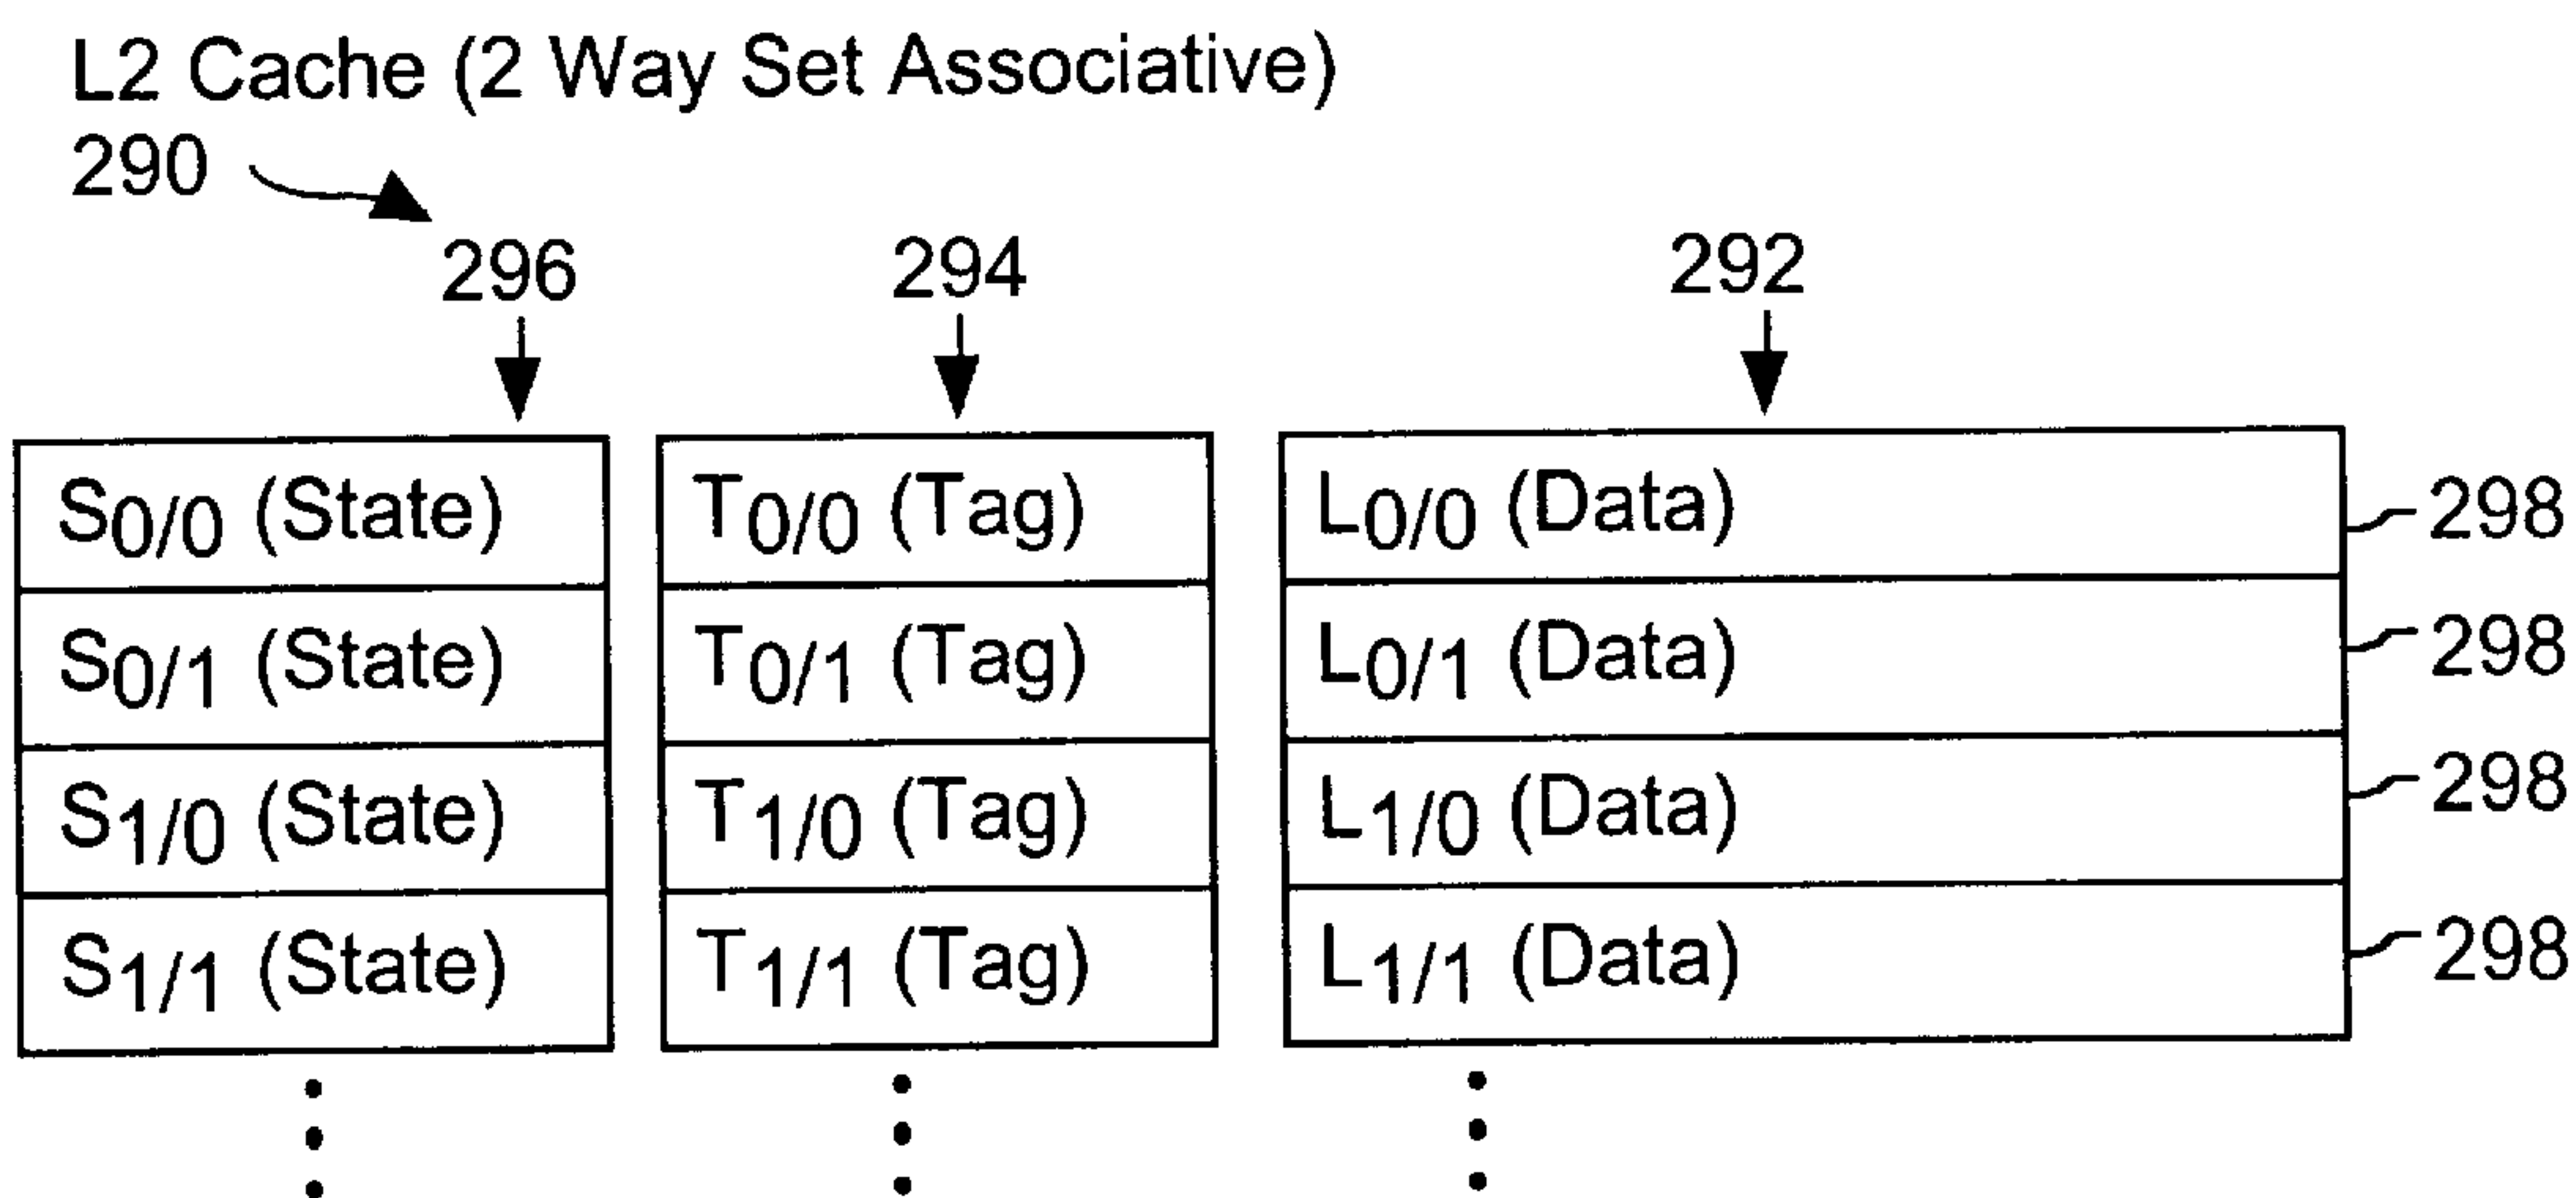 L2 Cache (2 Way Set Associative)
290
296 294 292
S0/0 (State) T0/0 (Tag) L0/0 (Data) 298
S0/1 (State) T0/1 (Tag) L0/1 (Data) 298
S1/0 (State) T1/0 (Tag) L1/0 (Data) 298
S1/1 (State) T1/1 (Tag) L1/1 (Data) 298